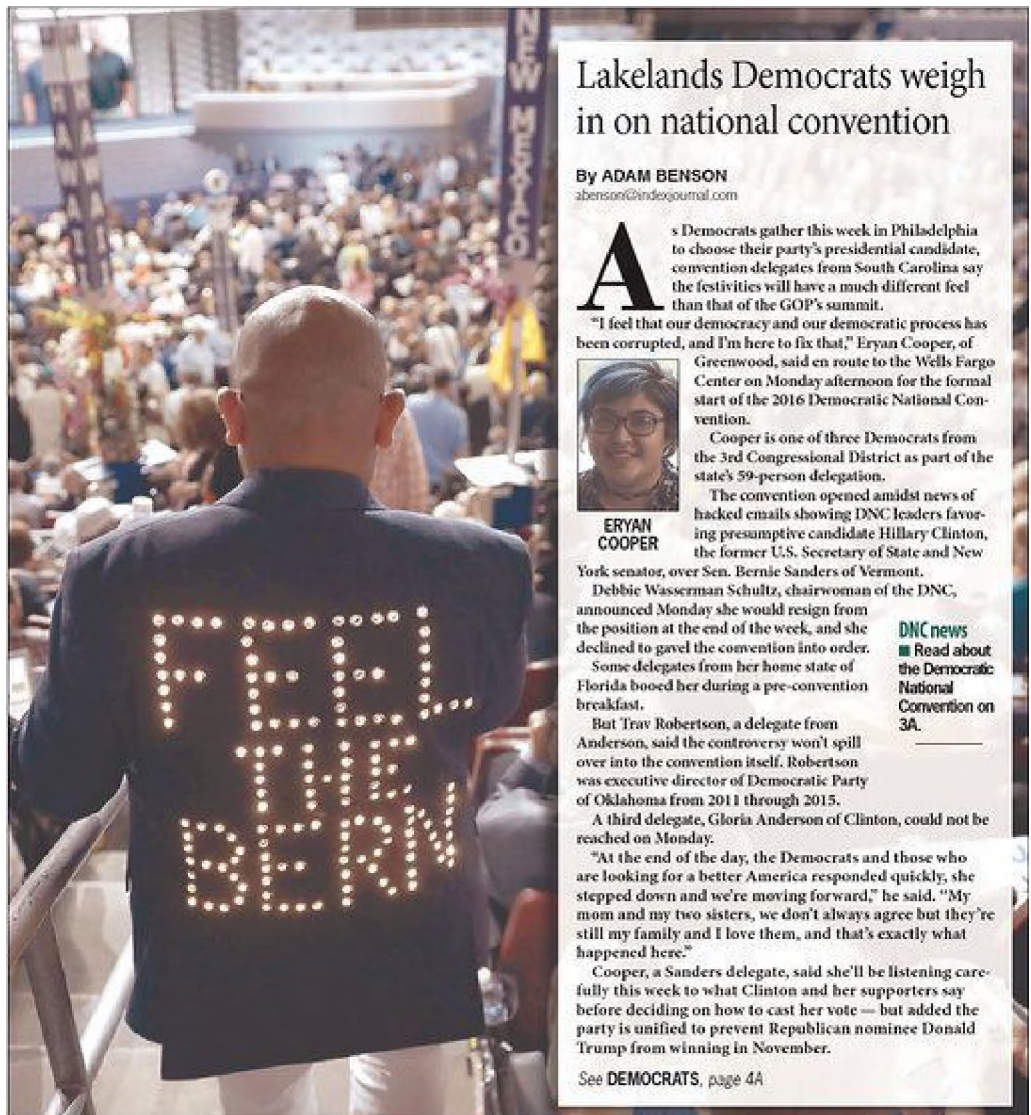 HAWAII
NEW MEXICO
FEEL
THE
BERN
Lakelands Democrats weigh
in on national convention
By ADAM BENSON
abenson@indexjournal.com
As Democrats gather this week in Philadelphia
to choose their party's presidential candidate,
convention delegates from South Carolina say
the festivities will have a much different feel
than that of the GOP's summit.
"I feel that our democracy and our democratic process has
been corrupted, and I'm here to fix that," Eryan Cooper, of
Greenwood, said en route to the Wells Fargo
Center on Monday afternoon for the formal
start of the 2016 Democratic National Con-
vention.
Cooper is one of three Democrats from
the 3rd Congressional District as part of the
state's 59-person delegation.
The convention opened amidst news of
hacked emails showing DNC leaders favor-
ing presumptive candidate Hillary Clinton,
the former U.S. Secretary of State and New
York senator, over Sen. Bernie Sanders of Vermont.
ERYAN
COOPER
Debbie Wasserman Schultz, chairwoman of the DNC,
announced Monday she would resign from
the position at the end of the week, and she
declined to gavel the convention into order.
Some delegates from her home state of
Florida booed her during a pre-convention
breakfast.
But Trav Robertson, a delegate from
Anderson, said the controversy won't spill
over into the convention itself. Robertson
was executive director of Democratic Party
of Oklahoma from 2011 through 2015.
DNC news
■ Read about
the Democratic
National
Convention on
3A.
A third delegate, Gloria Anderson of Clinton, could not be
reached on Monday.
"At the end of the day, the Democrats and those who
are looking for a better America responded quickly, she
stepped down and we're moving forward," he said. "My
mom and my two sisters, we don't always agree but they're
still my family and I love them, and that's exactly what
happened here."
Cooper, a Sanders delegate, said she'll be listening care-
fully this week to what Clinton and her supporters say
before deciding on how to cast her vote — but added the
party is unified to prevent Republican nominee Donald
Trump from winning in November.
See DEMOCRATS, page 4A